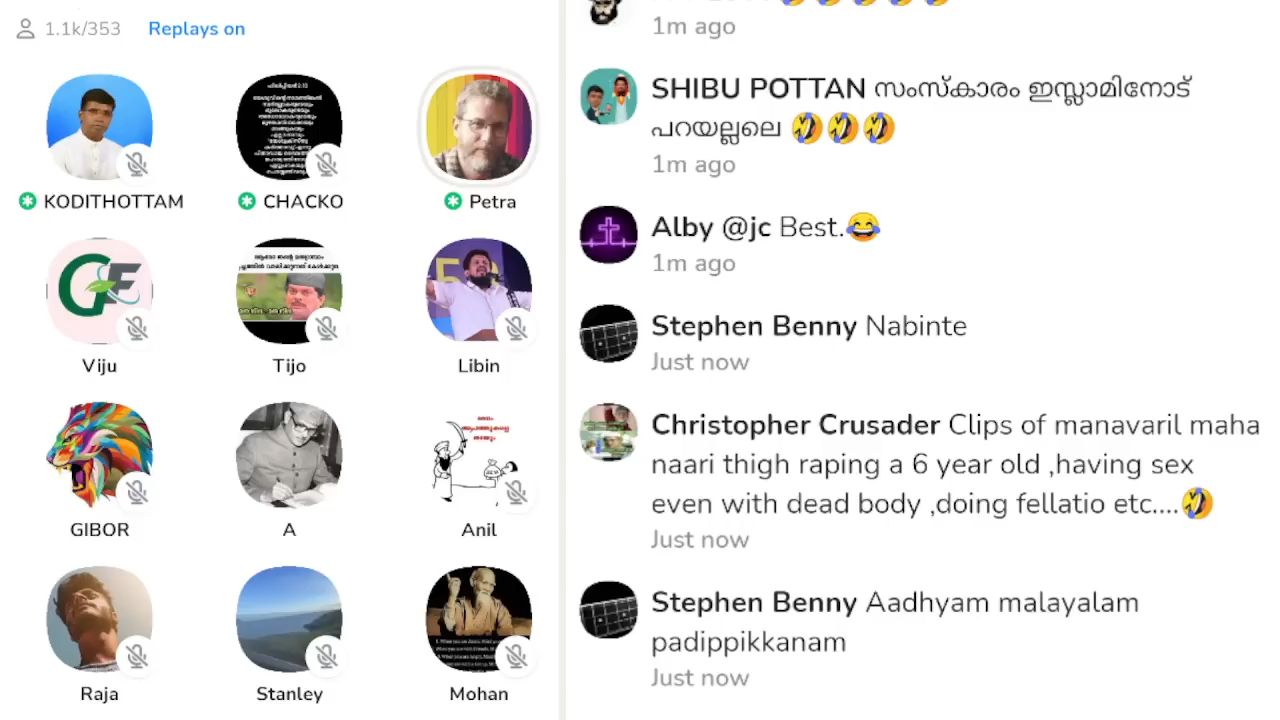 1.1k/353 Replays on
KODITHOTTAM CHACKO Petra
Viju Tijo Libin
GIBOR A Anil
Raja Stanley Mohan
1m ago
SHIBU POTTAN സംസ്കാരം ഇസ്ലാമിനോട്
പറയല്ലലെ 🤣🤣🤣
1m ago
Alby @jc Best.😂
1m ago
Stephen Benny Nabinte
Just now
Christopher Crusader Clips of manavaril maha
naari thigh raping a 6 year old ,having sex
even with dead body ,doing fellatio etc....🤣
Just now
Stephen Benny Aadhyam malayalam
padippikkanam
Just now